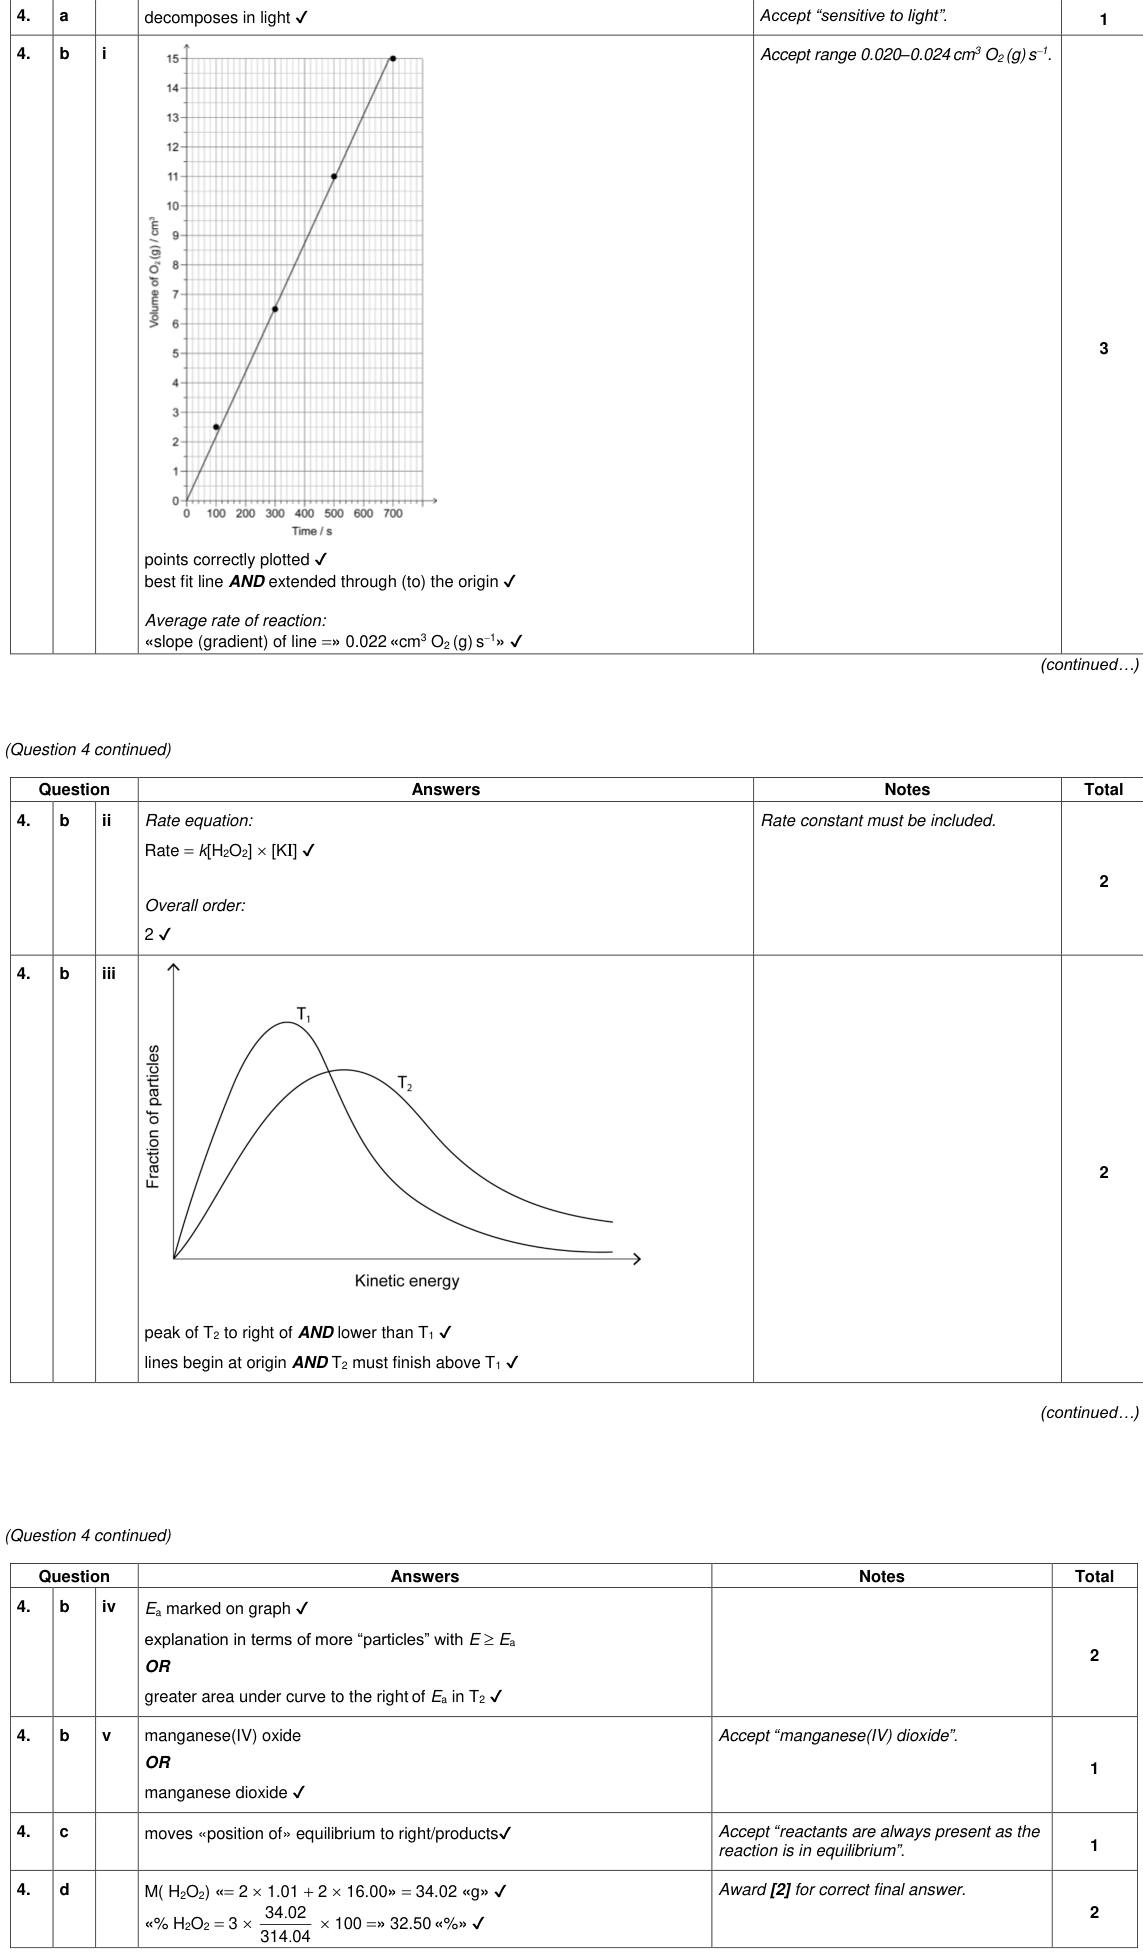 4. a decomposes in light ✓ Accept “sensitive to light”. 1
4. b i Accept range 0.020–0.024 cm³ O₂ (g) s⁻¹. 3
Volume of O₂ (g) / cm³
15
14
13
12
11
10
9
8
7
6
5
4
3
2
1
0
0 100 200 300 400 500 600 700
Time / s
points correctly plotted ✓
best fit line AND extended through (to) the origin ✓
Average rate of reaction:
«slope (gradient) of line =» 0.022 «cm³ O₂ (g) s⁻¹» ✓
(continued…)
(Question 4 continued)
Question Answers Notes Total
4. b ii Rate equation: Rate constant must be included. 2
Rate = k[H₂O₂] × [KI] ✓
Overall order:
2 ✓
4. b iii 2
T₁
T₂
Fraction of particles
Kinetic energy
peak of T₂ to right of AND lower than T₁ ✓
lines begin at origin AND T₂ must finish above T₁ ✓
(continued…)
(Question 4 continued)
Question Answers Notes Total
4. b iv Eₐ marked on graph ✓ 2
explanation in terms of more “particles” with E ≥ Eₐ
OR
greater area under curve to the right of Eₐ in T₂ ✓
4. b v manganese(IV) oxide Accept “manganese(IV) dioxide”. 1
OR
manganese dioxide ✓
4. c moves «position of» equilibrium to right/products✓ Accept “reactants are always present as the 1
reaction is in equilibrium”.
4. d M( H₂O₂) «= 2 × 1.01 + 2 × 16.00» = 34.02 «g» ✓ Award [2] for correct final answer. 2
«% H₂O₂ = 3 × 34.02/314.04 × 100 =» 32.50 «%» ✓